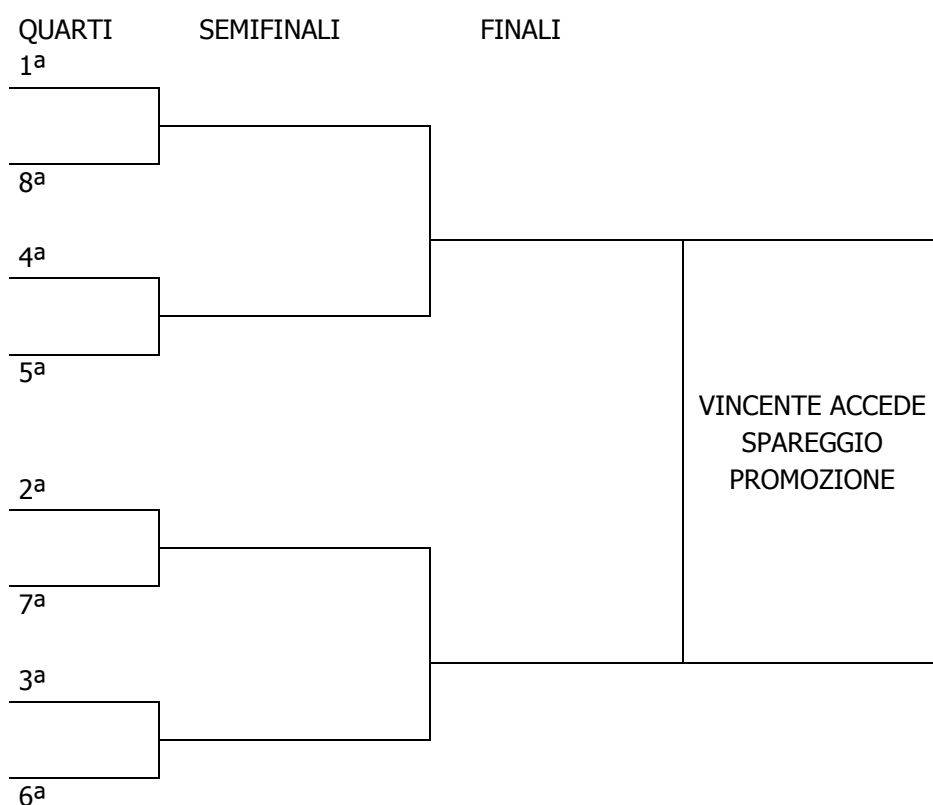 QUARTI SEMIFINALI FINALI
1ª
8ª
4ª
5ª
VINCENTE ACCEDE
SPAREGGIO
PROMOZIONE
2ª
7ª
3ª
6ª